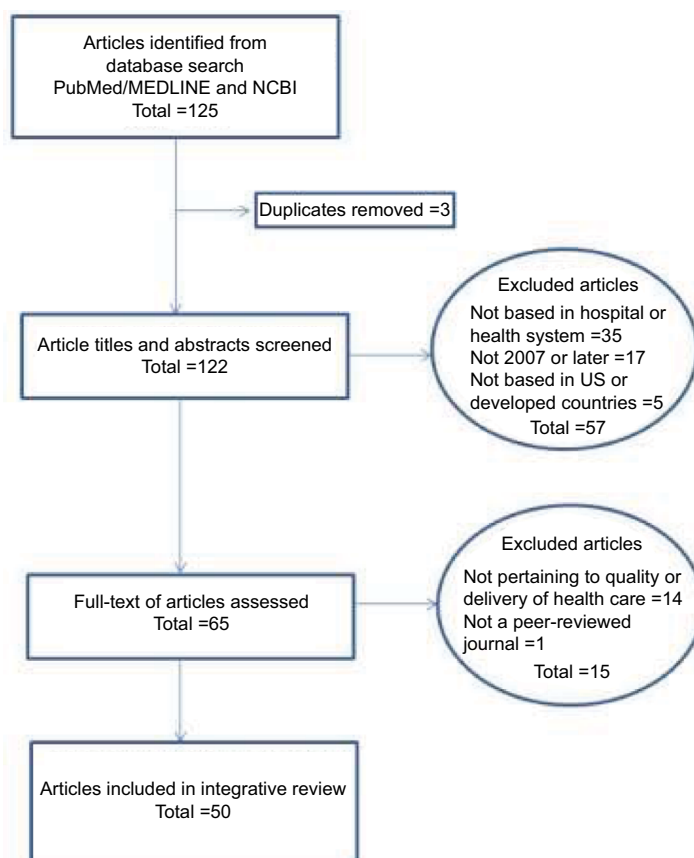 Articles identified from
database search
PubMed/MEDLINE and NCBI
Total =125
Duplicates removed =3
Article titles and abstracts screened
Total =122
Excluded articles
Not based in hospital or
health system =35
Not 2007 or later =17
Not based in US or
developed countries =5
Total =57
Full-text of articles assessed
Total =65
Excluded articles
Not pertaining to quality or
delivery of health care =14
Not a peer-reviewed
journal =1
Total =15
Articles included in integrative review
Total =50